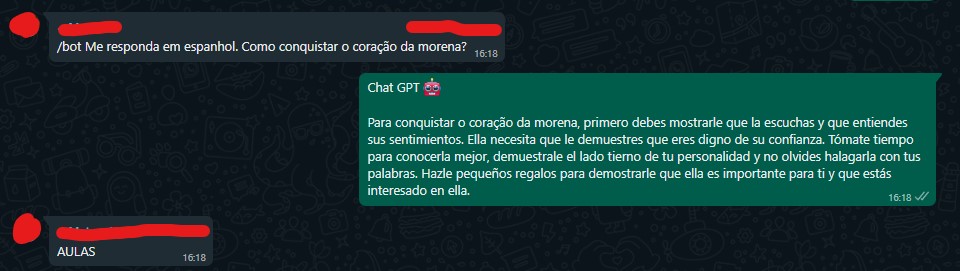 /bot Me responda em espanhol. Como conquistar o coração da morena?
16:18
Chat GPT 🤖
Para conquistar o coração da morena, primero debes mostrarle que la escuchas y que entiendes
sus sentimientos. Ella necesita que le demuestres que eres digno de su confianza. Tómate tiempo
para conocerla mejor, demuestrale el lado tierno de tu personalidad y no olvides halagarla con tus
palabras. Hazle pequeños regalos para demostrarle que ella es importante para ti y que estás
interesado en ella.
16:18
AULAS
16:18